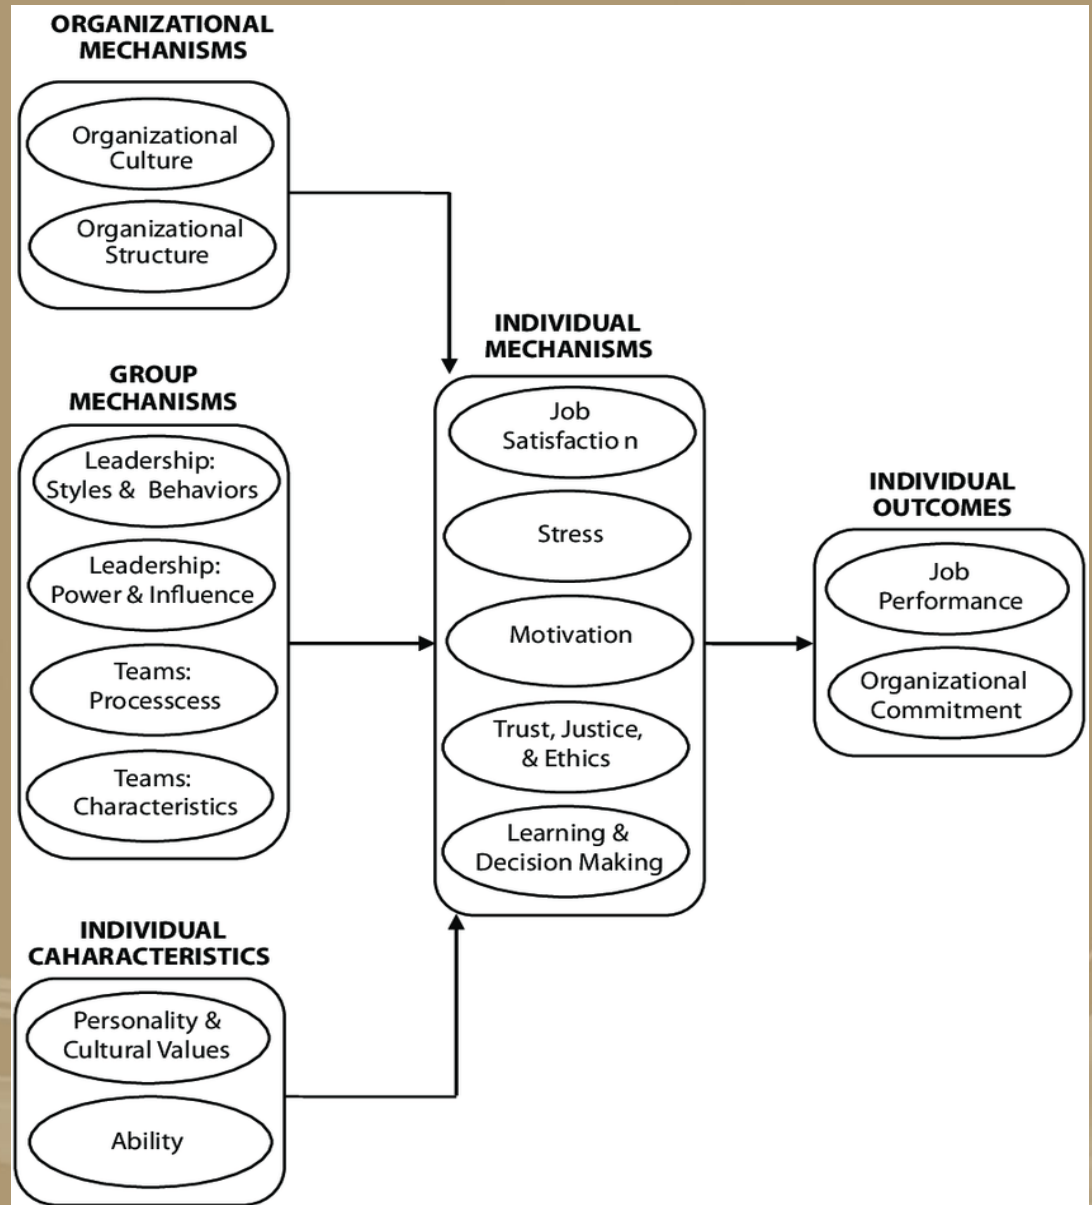 ORGANIZATIONAL
MECHANISMS
Organizational
Culture
Organizational
Structure
GROUP
MECHANISMS
Leadership:
Styles & Behaviors
Leadership:
Power & Influence
Teams:
Processcess
Teams:
Characteristics
INDIVIDUAL
CAHARACTERISTICS
Personality &
Cultural Values
Ability
INDIVIDUAL
MECHANISMS
Job
Satisfactio n
Stress
Motivation
Trust, Justice,
& Ethics
Learning &
Decision Making
INDIVIDUAL
OUTCOMES
Job
Performance
Organizational
Commitment